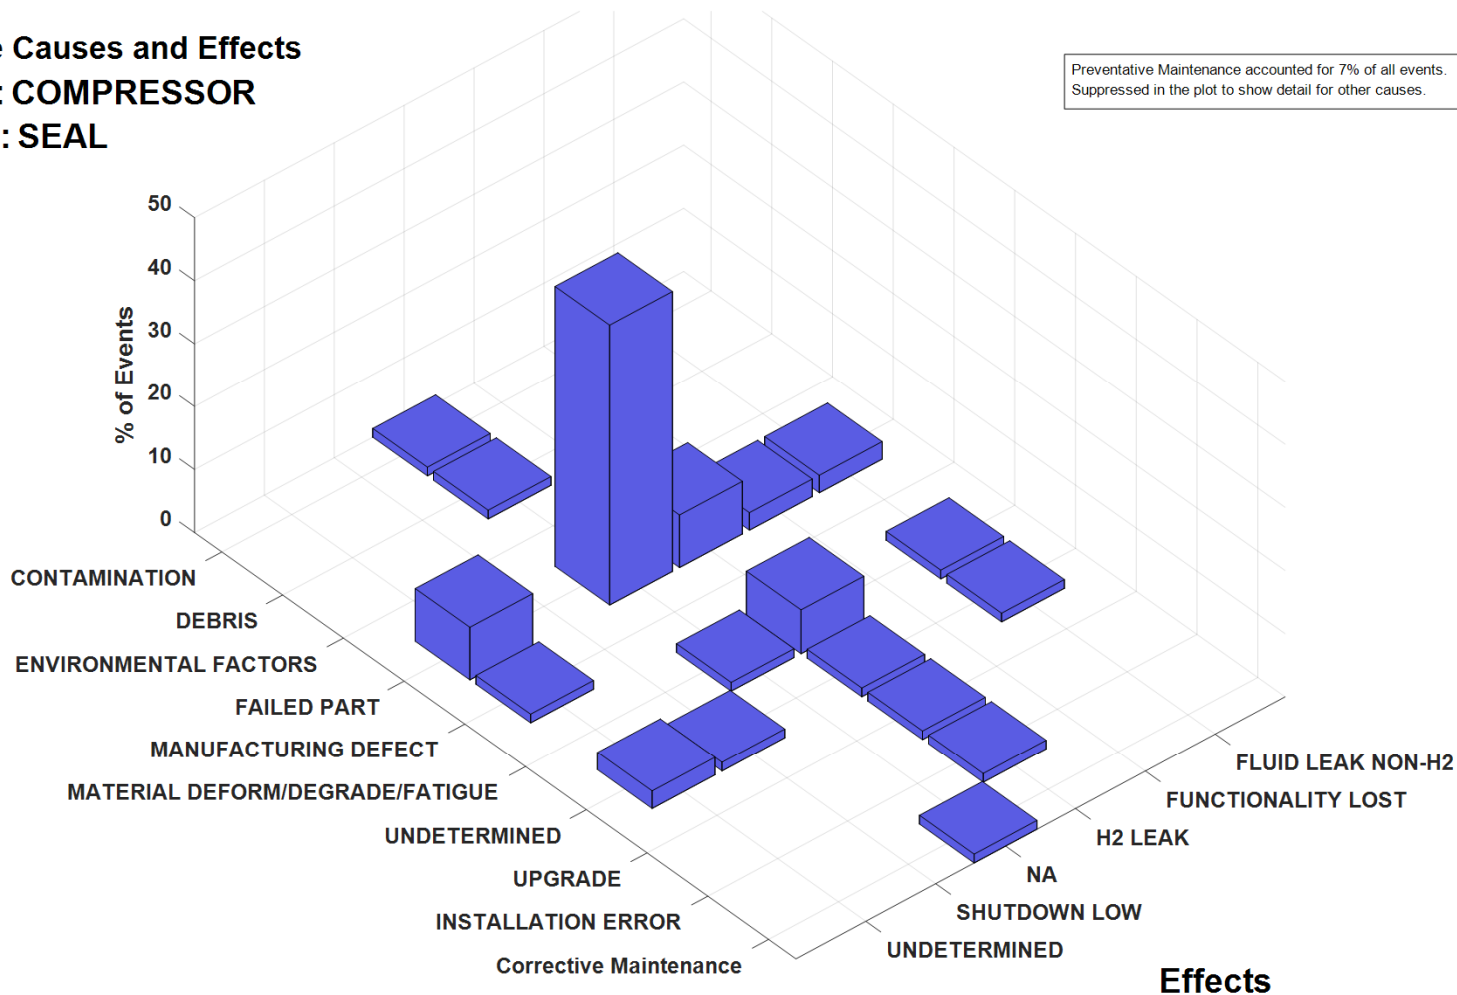 Causes and Effects
: COMPRESSOR
: SEAL
Preventative Maintenance accounted for 7% of all events.
Suppressed in the plot to show detail for other causes.
% of Events
50
40
30
20
10
0
CONTAMINATION
DEBRIS
ENVIRONMENTAL FACTORS
FAILED PART
MANUFACTURING DEFECT
MATERIAL DEFORM/DEGRADE/FATIGUE
UNDETERMINED
UPGRADE
INSTALLATION ERROR
Corrective Maintenance
FLUID LEAK NON-H2
FUNCTIONALITY LOST
H2 LEAK
NA
SHUTDOWN LOW
UNDETERMINED
Effects